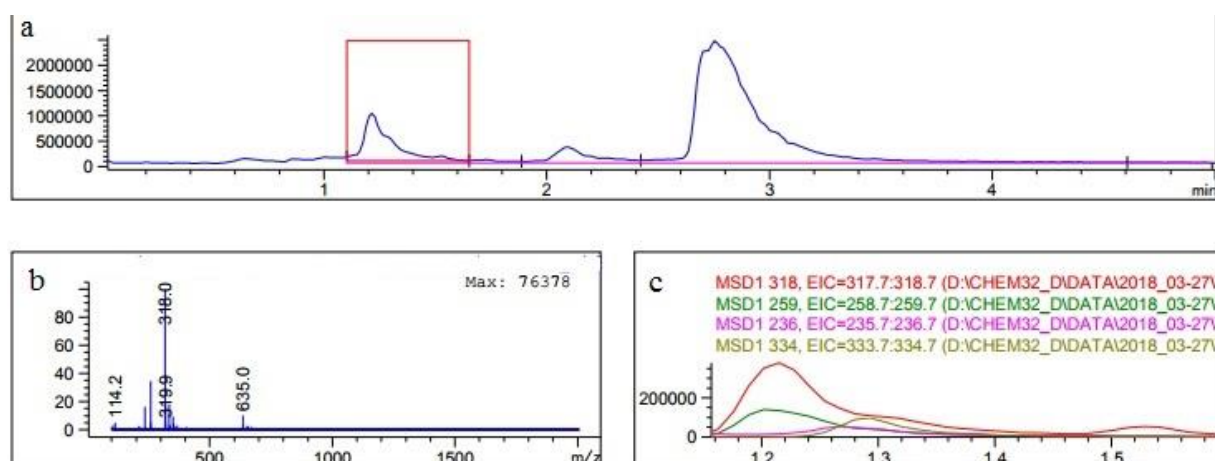 a
2000000
1500000
1000000
500000
0
1 2 3 4 min
b
Max: 76378
80
60
40
20
0
114.2
318.0
319.9
635.0
500 1000 1500 m/z
c
MSD1 318, EIC=317.7:318.7 (D:\CHEM32_D\DATA\2018_03-27\
MSD1 259, EIC=258.7:259.7 (D:\CHEM32_D\DATA\2018_03-27\
MSD1 236, EIC=235.7:236.7 (D:\CHEM32_D\DATA\2018_03-27\
MSD1 334, EIC=333.7:334.7 (D:\CHEM32_D\DATA\2018_03-27\
200000
0
1.2 1.3 1.4 1.5